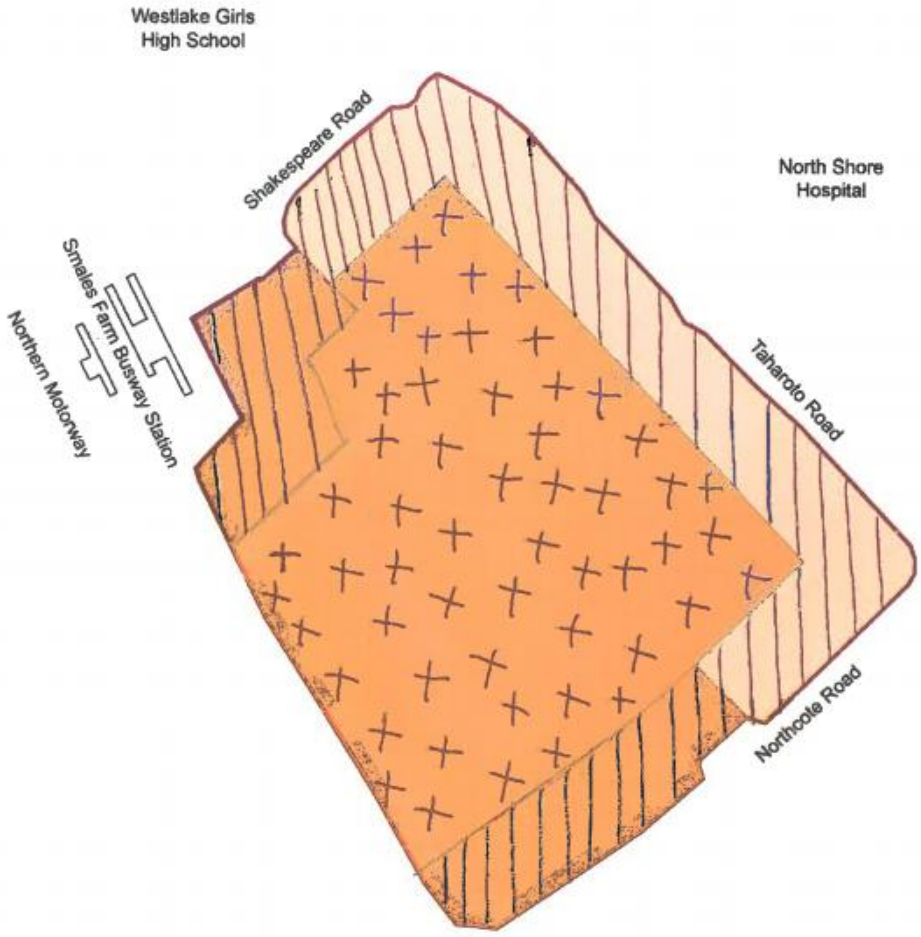 Westlake Girls
High School
Shakespeare Road
North Shore
Hospital
Smales Farm Busway Station
Northern Motorway
Taharoto Road
Northcote Road